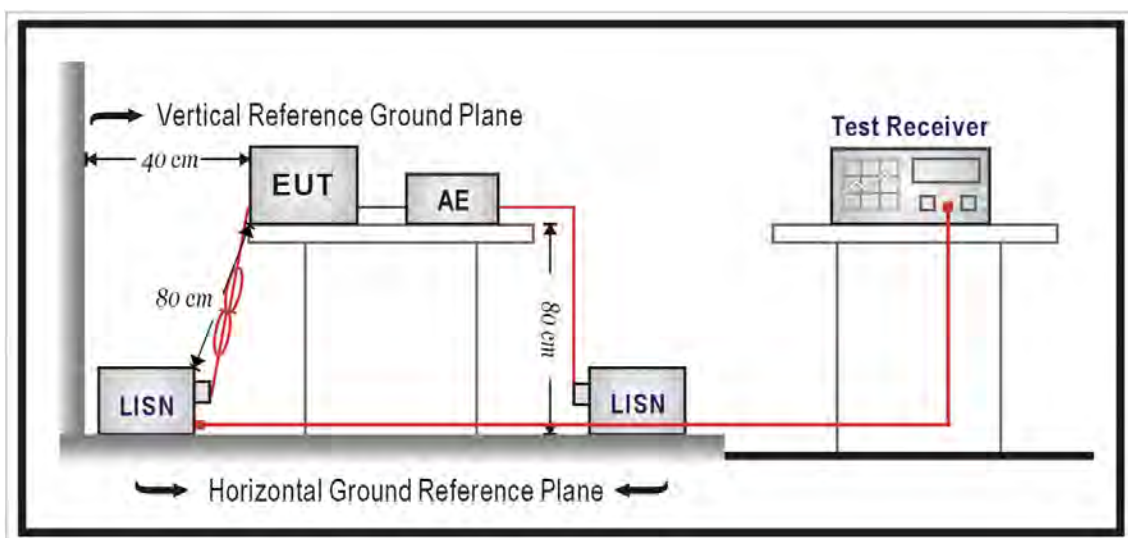 Vertical Reference Ground Plane
Test Receiver
40 cm
EUT
AE
80 cm
80 cm
LISN
LISN
Horizontal Ground Reference Plane